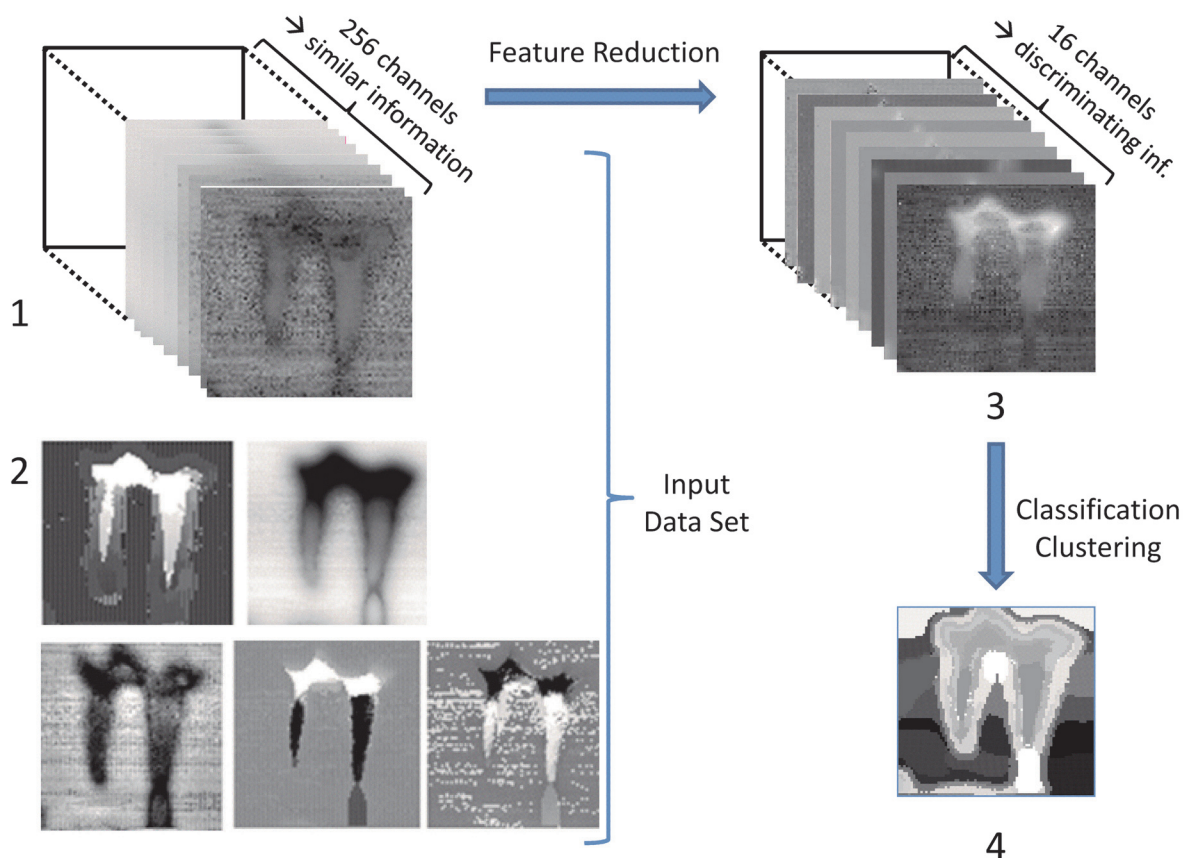 256 channels
↘ similar information
Feature Reduction
16 channels
↘ discriminating inf.
1
2
Input
Data Set
3
Classification
Clustering
4